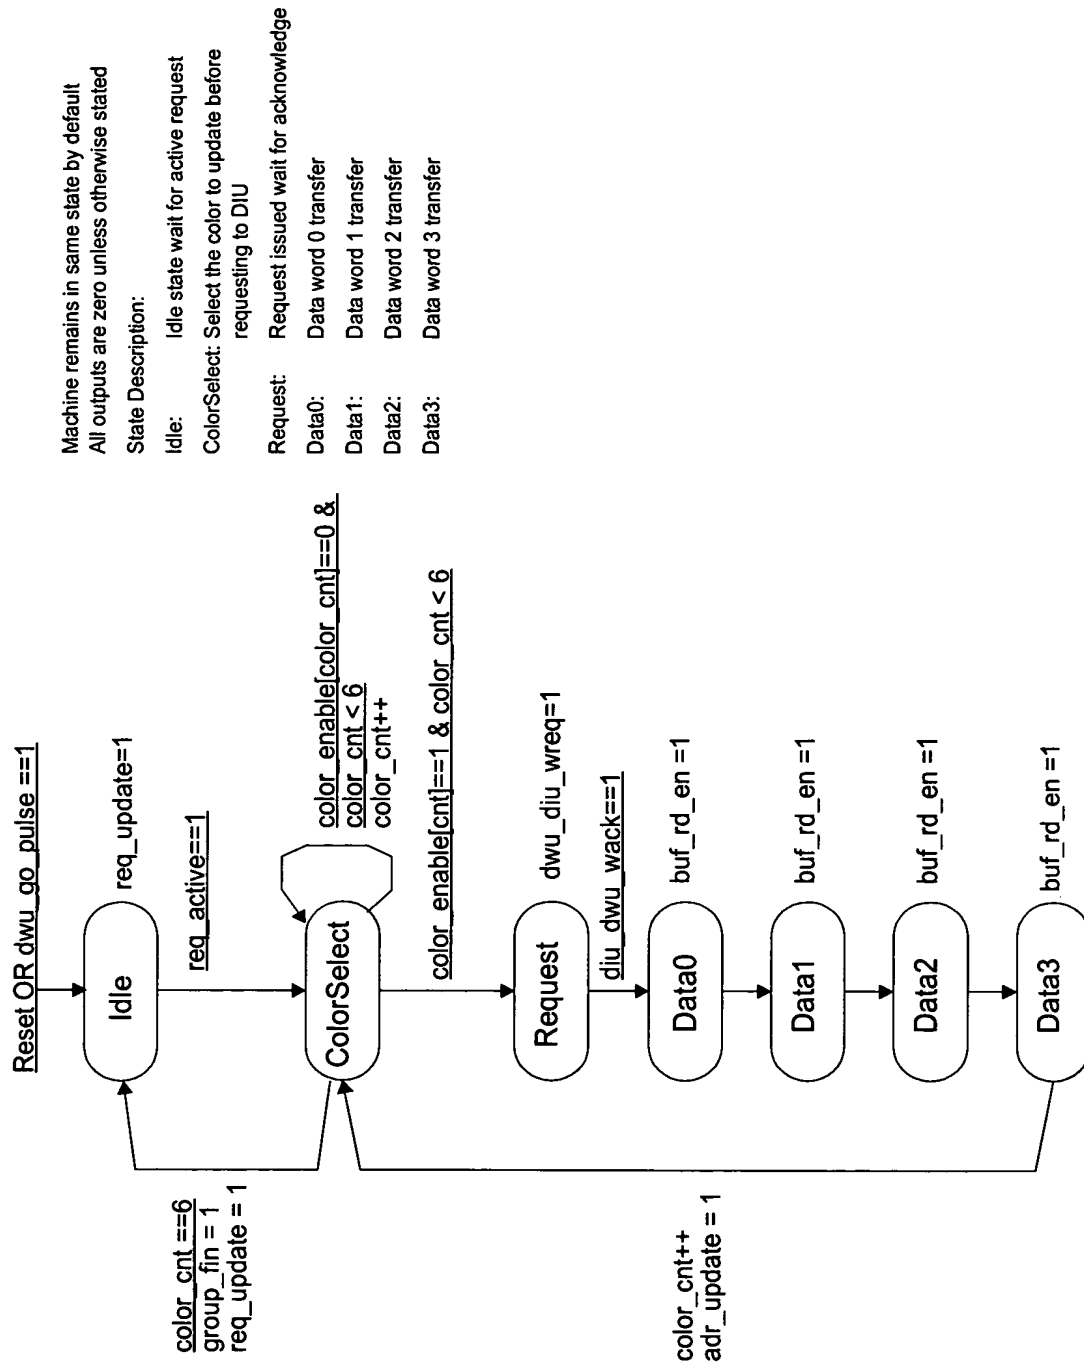 Reset OR dwu_go_pulse ==1
Idle
req_update=1
req_active==1
color_cnt ==6
group_fin = 1
req_update = 1
ColorSelect
color_enable[color_cnt]==0 &
color_cnt < 6
color_cnt++
color_enable[cnt]==1 & color_cnt < 6
Request
dwu_diu_wreq=1
diu_dwu_wack==1
Data0
buf_rd_en =1
Data1
buf_rd_en =1
Data2
buf_rd_en =1
Data3
buf_rd_en =1
color_cnt++
adr_update = 1
Machine remains in same state by default
All outputs are zero unless otherwise stated
State Description:
Idle: Idle state wait for active request
ColorSelect: Select the color to update before
requesting to DIU
Request: Request issued wait for acknowledge
Data0: Data word 0 transfer
Data1: Data word 1 transfer
Data2: Data word 2 transfer
Data3: Data word 3 transfer